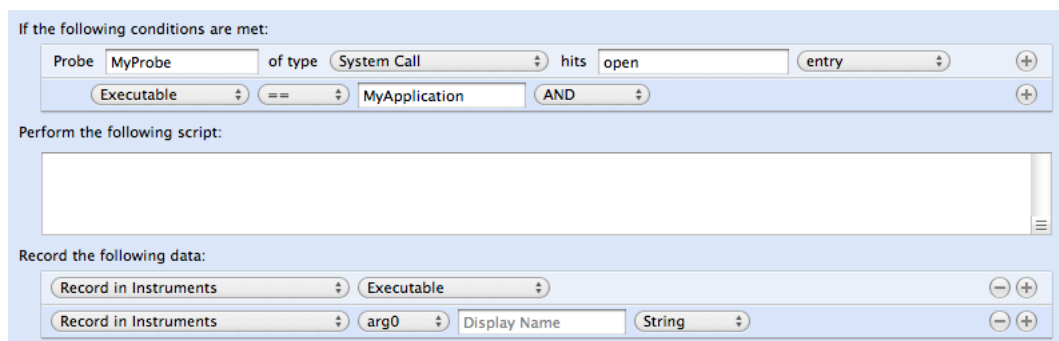 If the following conditions are met:
Probe MyProbe of type System Call hits open entry
Executable == MyApplication AND
Perform the following script:
Record the following data:
Record in Instruments Executable
Record in Instruments arg0 Display Name String